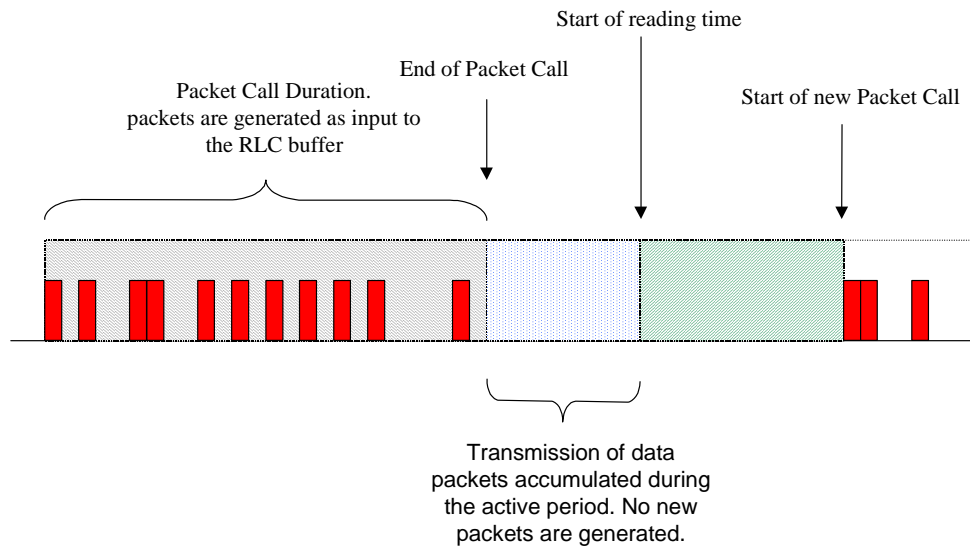 Start of reading time
End of Packet Call
Packet Call Duration.
packets are generated as input to
the RLC buffer
Start of new Packet Call
Transmission of data
packets accumulated during
the active period. No new
packets are generated.